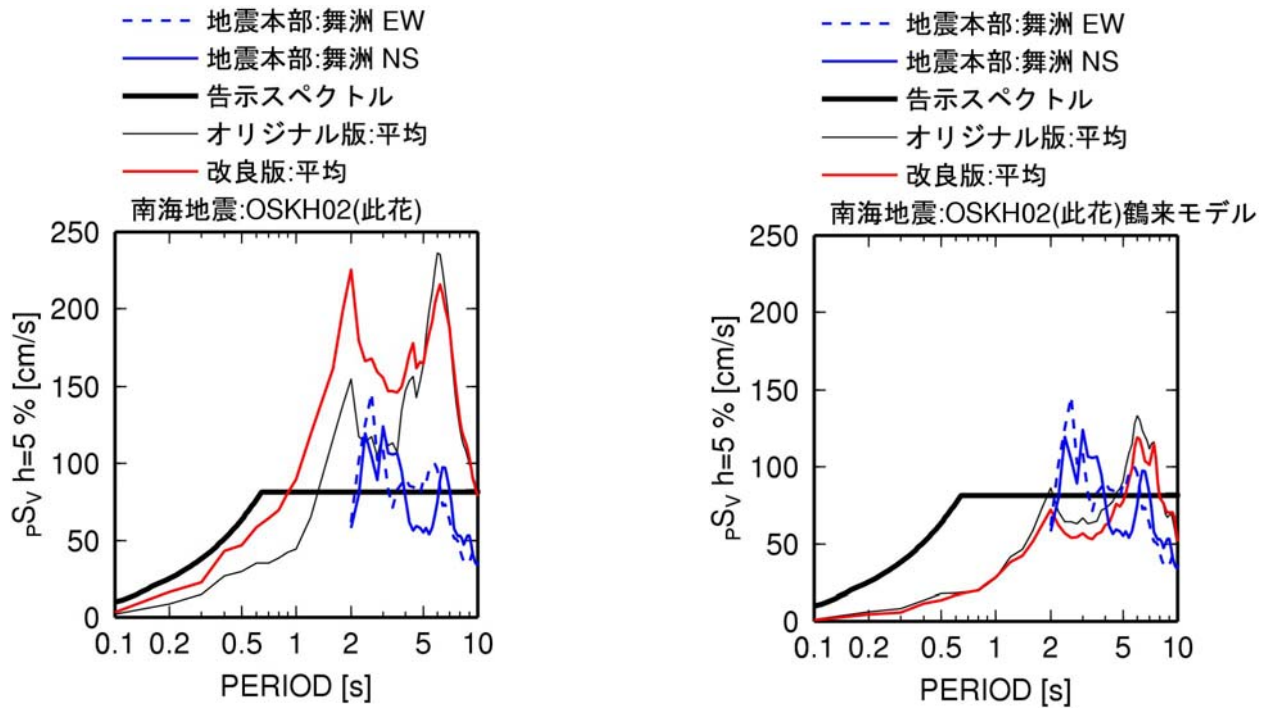 地震本部:舞洲 EW
地震本部:舞洲 NS
告示スペクトル
オリジナル版:平均
改良版:平均
南海地震:OSKH02(此花)
250
200
150
100
50
0
PSV h=5 % [cm/s]
0.1 0.2 0.5 1 2 5 10
PERIOD [s]
地震本部:舞洲 EW
地震本部:舞洲 NS
告示スペクトル
オリジナル版:平均
改良版:平均
南海地震:OSKH02(此花)鶴来モデル
250
200
150
100
50
0
PSV h=5 % [cm/s]
0.1 0.2 0.5 1 2 5 10
PERIOD [s]